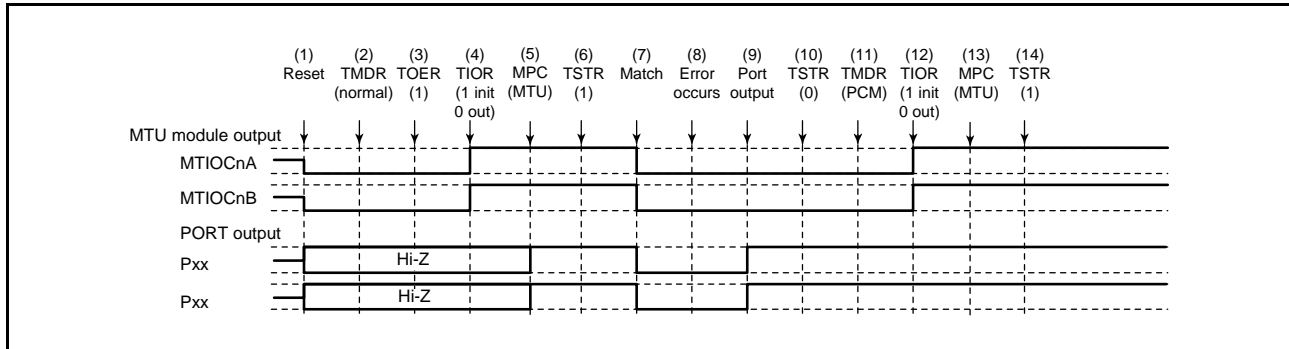 (1) (2) (3) (4) (5) (6) (7) (8) (9) (10) (11) (12) (13) (14)
Reset TMDR TOER TIOR MPC TSTR Match Error Port TSTR TMDR TIOR MPC TSTR
(normal) (1) (1 init (MTU) (1) occurs output (0) (PCM) (1 init (MTU) (1)
0 out) 0 out)
MTU module output
MTIOCnA
MTIOCnB
PORT output
Pxx Hi-Z
Pxx Hi-Z